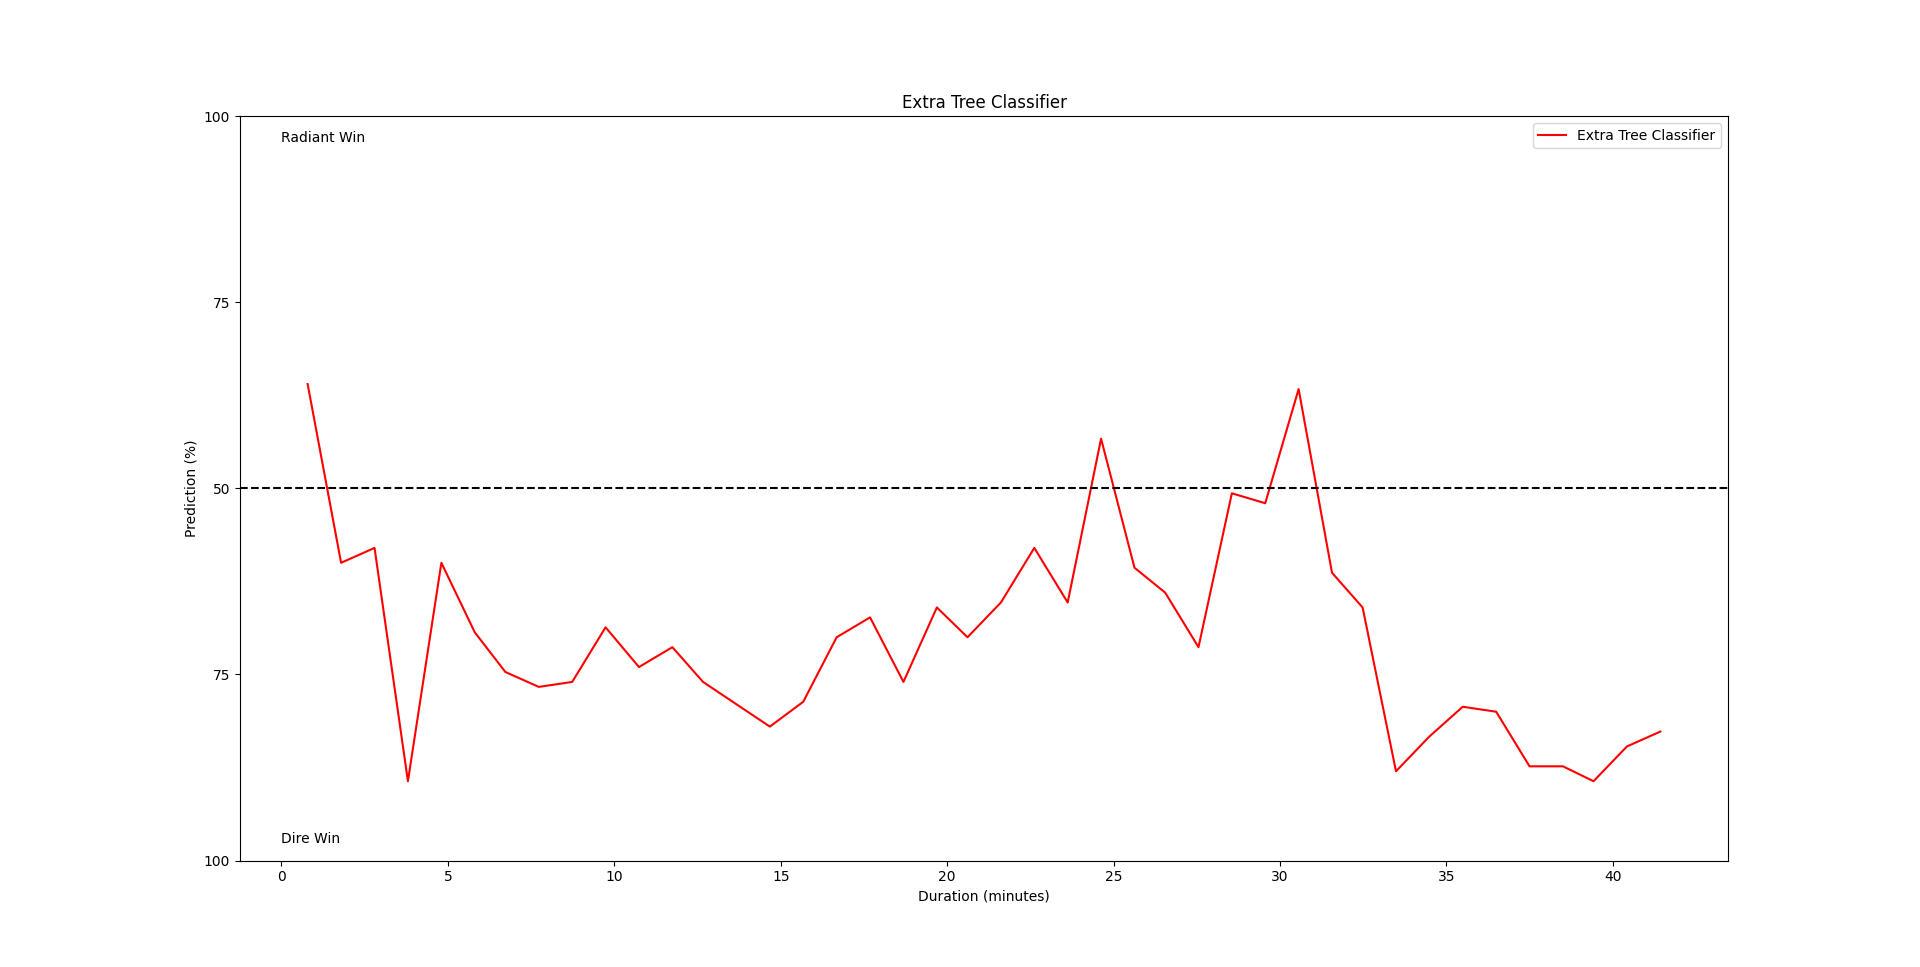 Extra Tree Classifier
100
Radiant Win
Extra Tree Classifier
75
Prediction (%)
50
75
Dire Win
100
0 5 10 15 20 25 30 35 40
Duration (minutes)